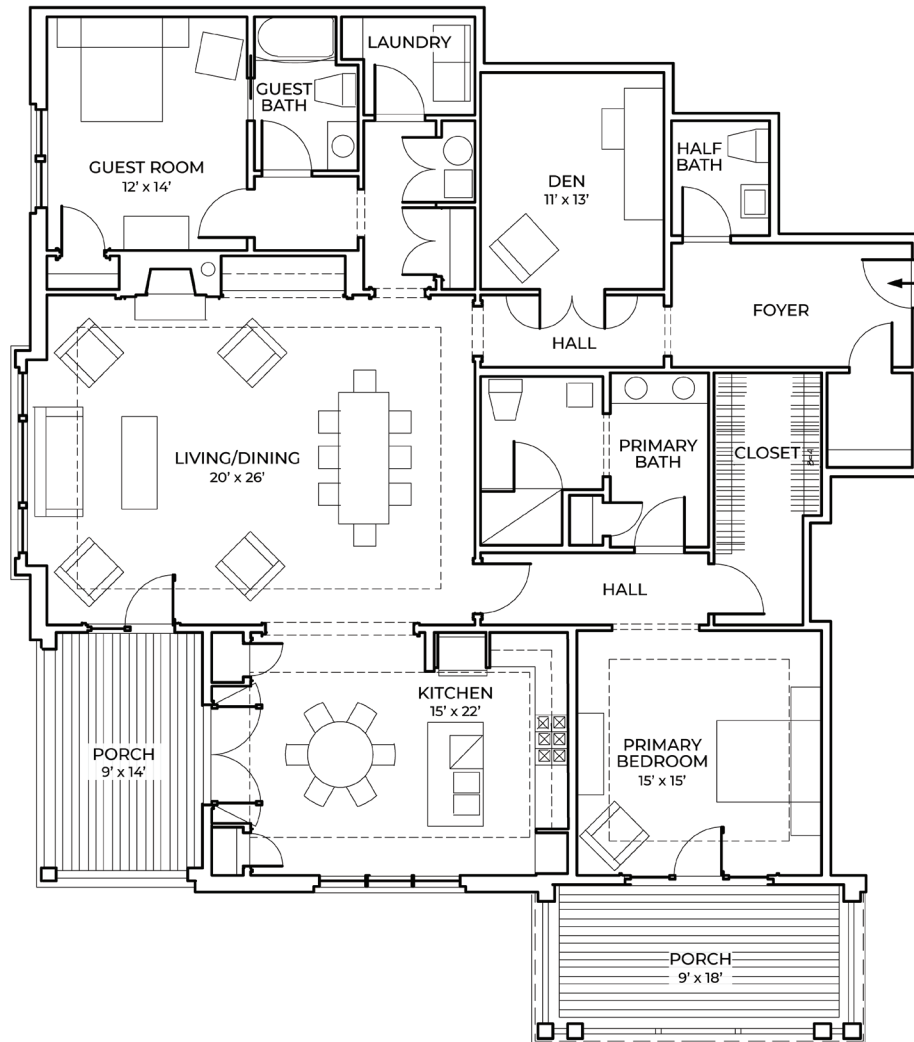 LAUNDRY
GUEST
BATH
GUEST ROOM
12' x 14'
DEN
11' x 13'
HALF
BATH
FOYER
HALL
LIVING/DINING
20' x 26'
PRIMARY
BATH
CLOSET
HALL
KITCHEN
15' x 22'
PORCH
9' x 14'
PRIMARY
BEDROOM
15' x 15'
PORCH
9' x 18'